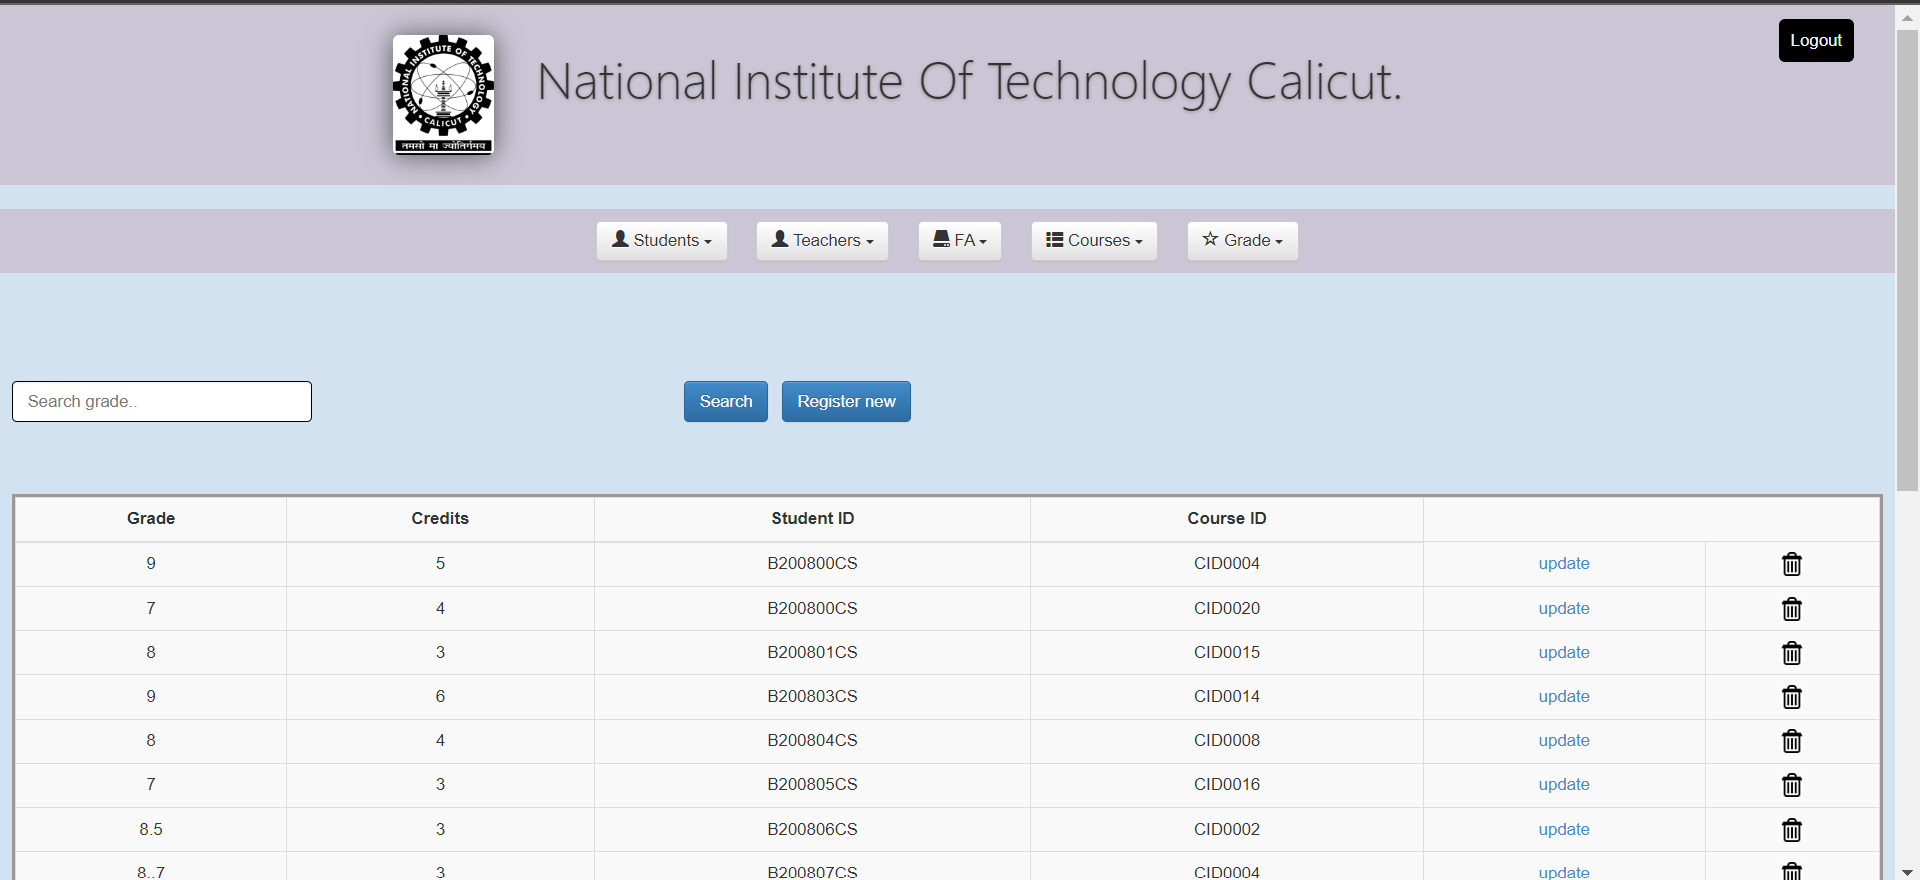 Logout
NATIONAL INSTITUTE OF TECHNOLOGY
CALICUT
तमसो मा ज्योतिर्गमय
National Institute Of Technology Calicut.
Students Teachers FA Courses Grade
Search grade.. Search Register new
Grade Credits Student ID Course ID
9 5 B200800CS CID0004 update
7 4 B200800CS CID0020 update
8 3 B200801CS CID0015 update
9 6 B200803CS CID0014 update
8 4 B200804CS CID0008 update
7 3 B200805CS CID0016 update
8.5 3 B200806CS CID0002 update
8..7 3 B200807CS CID0004 update